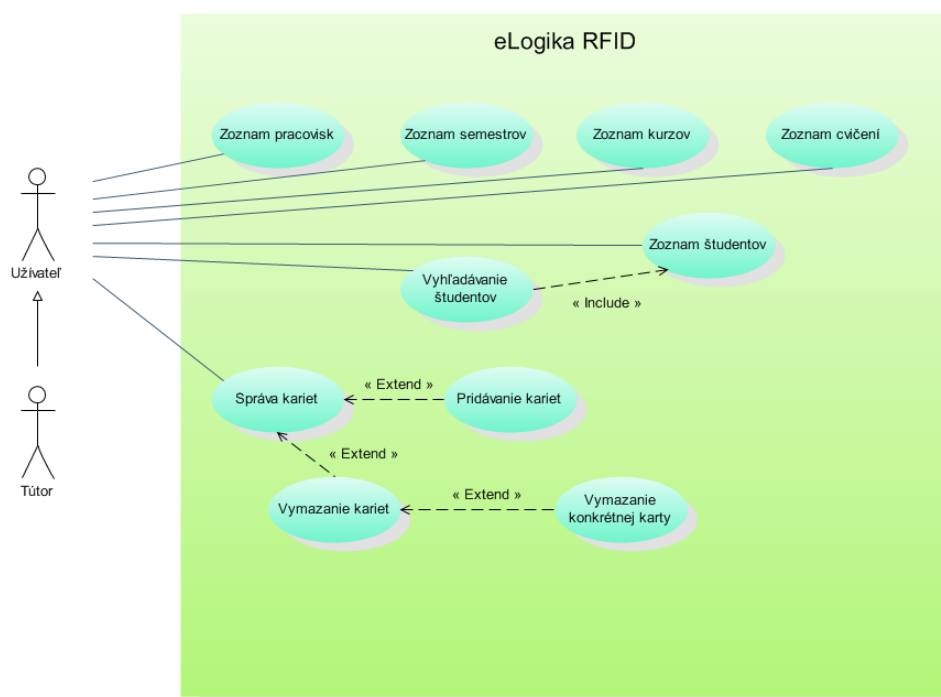 eLogika RFID
Zoznam pracovisk
Zoznam semestrov
Zoznam kurzov
Zoznam cvičení
Užívateľ
Zoznam študentov
Vyhľadávanie
študentov
« Include »
Správa kariet
« Extend »
Pridávanie kariet
« Extend »
Tútor
Vymazanie kariet
« Extend »
Vymazanie
konkrétnej karty